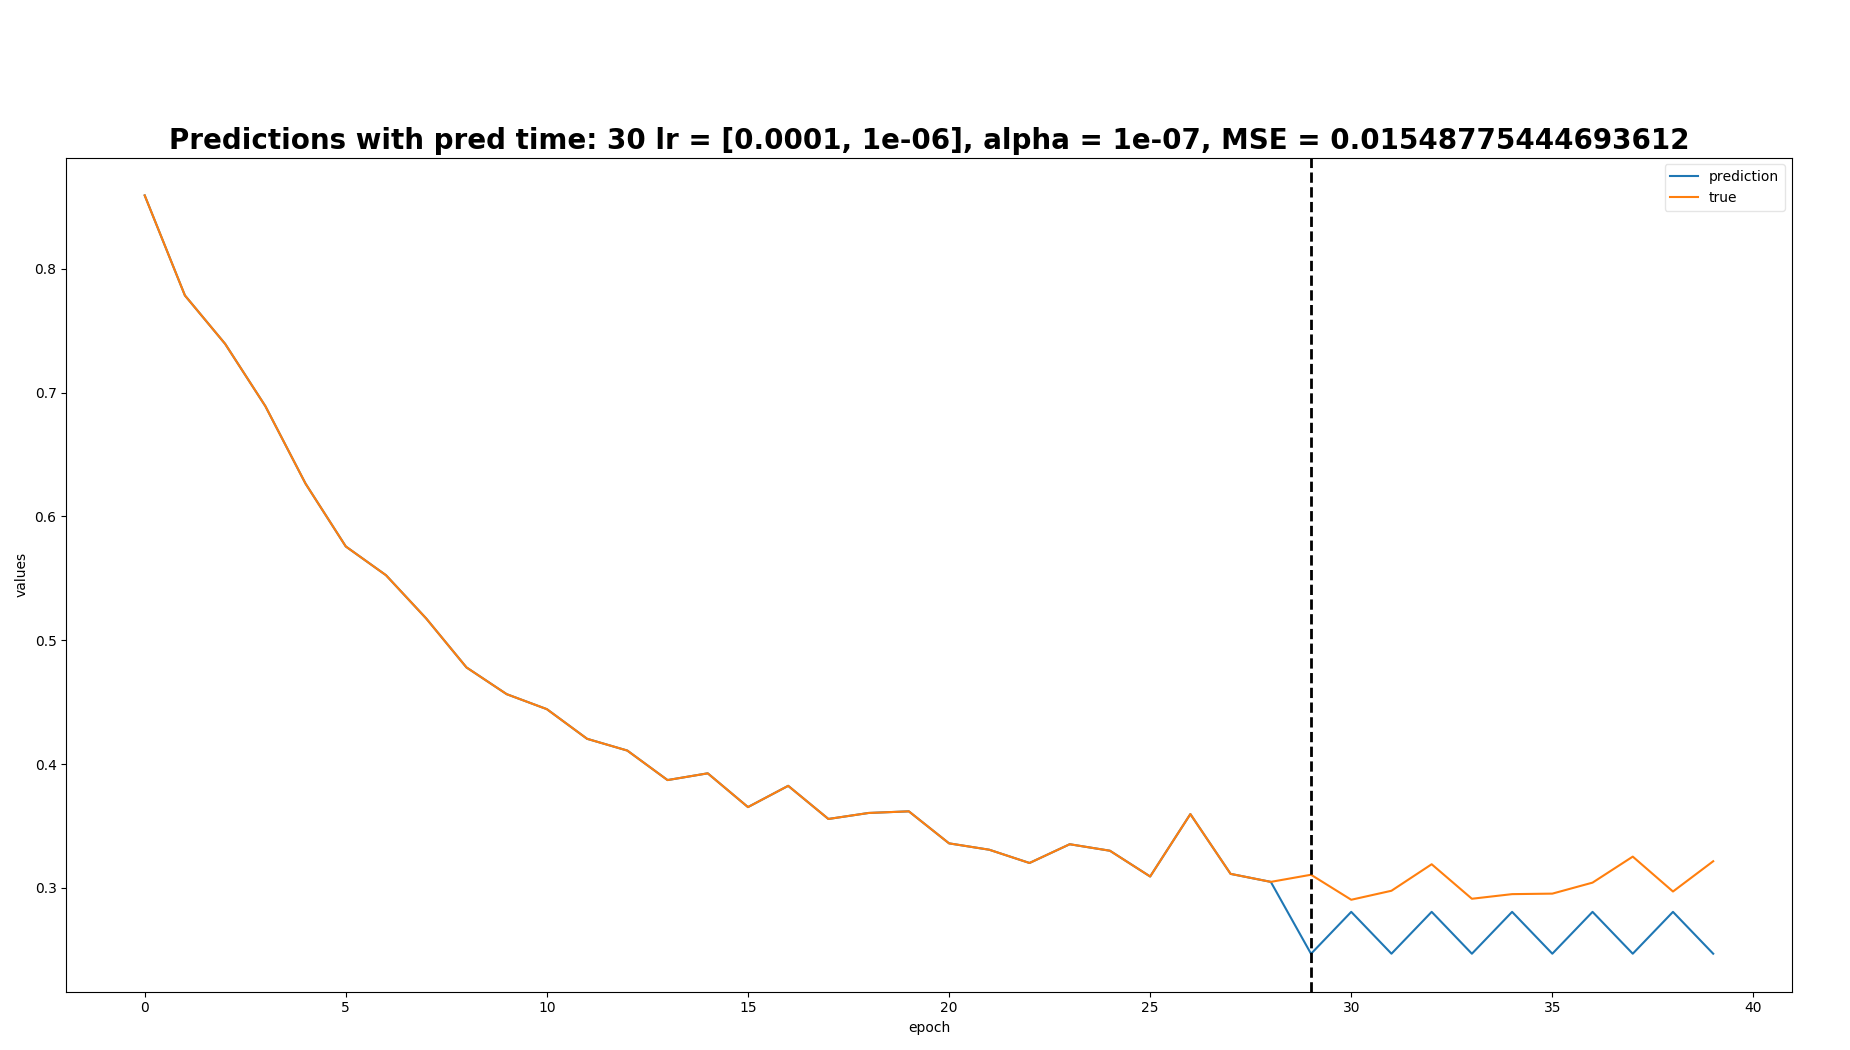 Predictions with pred time: 30 lr = [0.0001, 1e-06], alpha = 1e-07, MSE = 0.01548775444693612
prediction
true
0.8
0.7
0.6
0.5
0.4
0.3
values
0 5 10 15 20 25 30 35 40
epoch